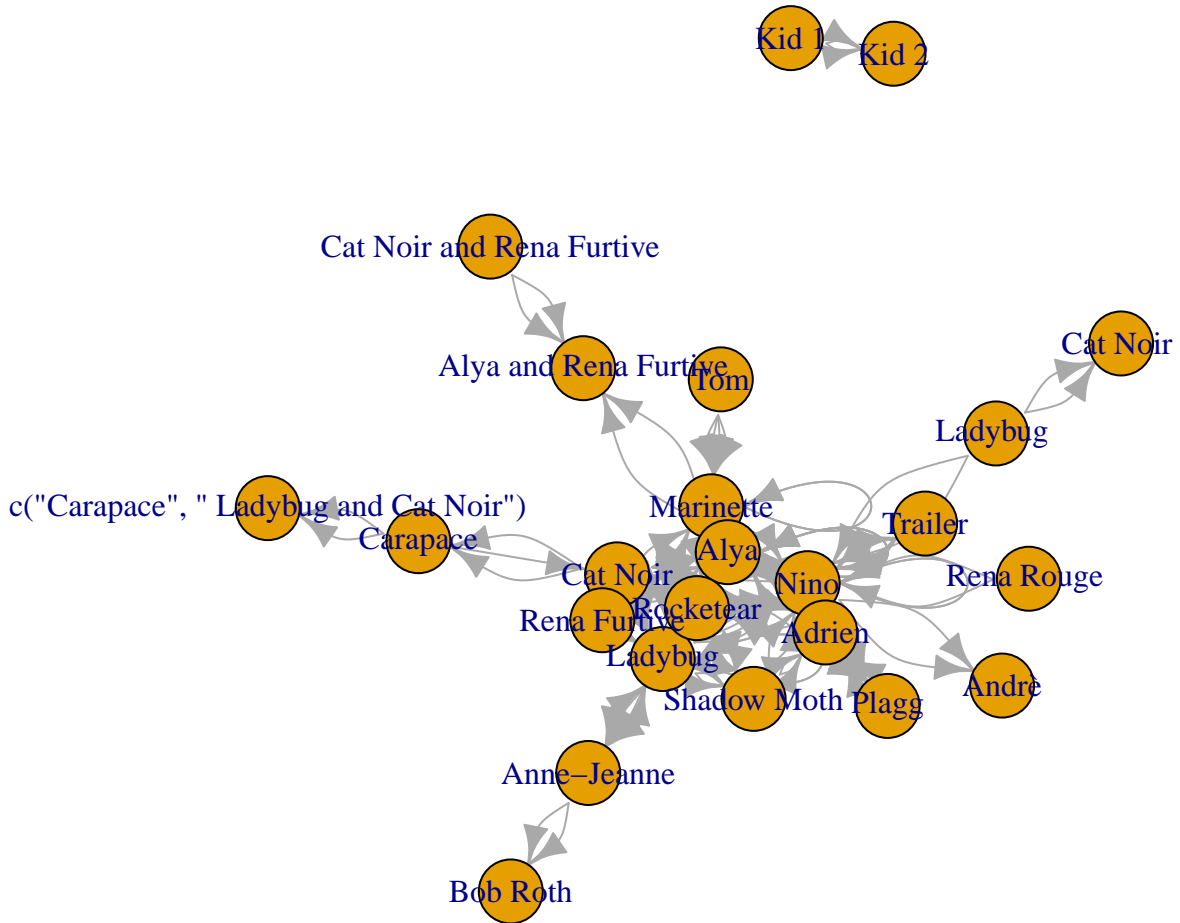 Kid 1
Kid 2
Cat Noir and Rena Furtive
Cat Noir
Alya and Rena Furtive
Tom
Ladybug
c("Carapace", " Ladybug and Cat Noir")
Marinette
Trailer
Carapace
Alya
Cat Noir
Nino
Rena Rouge
Rocketear
Rena Furtive
Adrien
Ladybug
Andrè
Shadow Moth
Plagg
Anne−Jeanne
Bob Roth